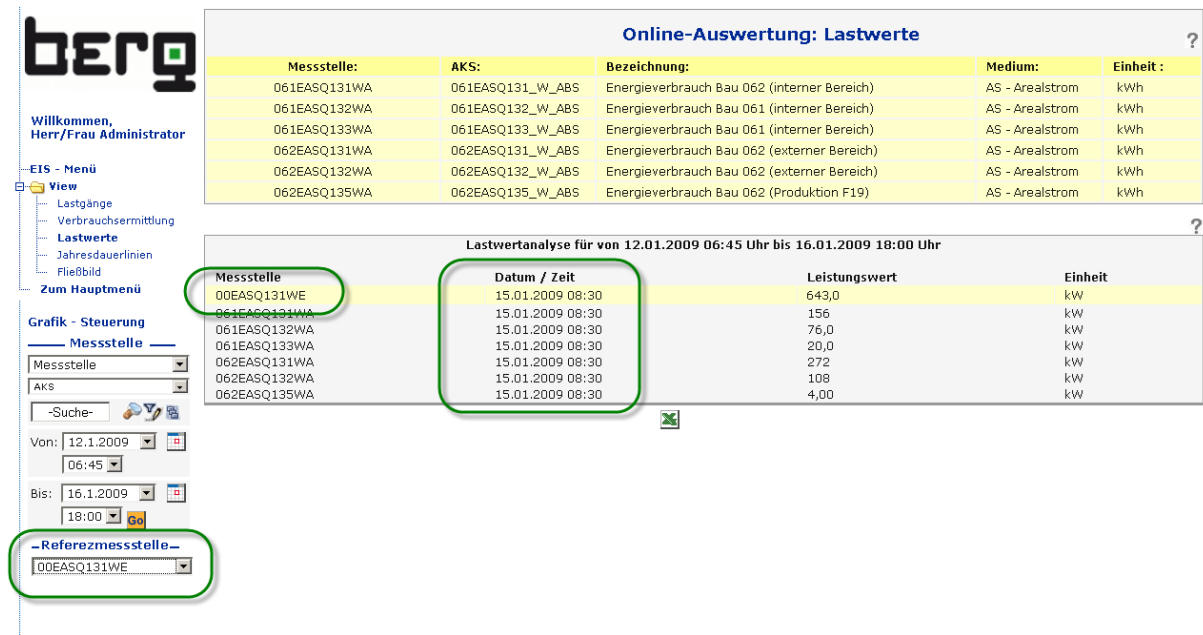 berg
Willkommen,
Herr/Frau Administrator
EIS - Menü
View
Lastgänge
Verbrauchsermittlung
Lastwerte
Jahresdauerlinien
Fließbild
Zum Hauptmenü
Grafik - Steuerung
Messstelle
Messstelle
AKS
-Suche-
Von: 12.1.2009
06:45
Bis: 16.1.2009
18:00 Go
Referezmessstelle
00EASQ131WE
Online-Auswertung: Lastwerte ?
Messstelle: AKS: Bezeichnung: Medium: Einheit :
061EASQ131WA 061EASQ131_W_ABS Energieverbrauch Bau 062 (interner Bereich) AS - Arealstrom kWh
061EASQ132WA 061EASQ132_W_ABS Energieverbrauch Bau 061 (interner Bereich) AS - Arealstrom kWh
061EASQ133WA 061EASQ133_W_ABS Energieverbrauch Bau 061 (interner Bereich) AS - Arealstrom kWh
062EASQ131WA 062EASQ131_W_ABS Energieverbrauch Bau 062 (externer Bereich) AS - Arealstrom kWh
062EASQ132WA 062EASQ132_W_ABS Energieverbrauch Bau 062 (externer Bereich) AS - Arealstrom kWh
062EASQ135WA 062EASQ135_W_ABS Energieverbrauch Bau 062 (Produktion F19) AS - Arealstrom kWh
?
Lastwertanalyse für von 12.01.2009 06:45 Uhr bis 16.01.2009 18:00 Uhr
Messstelle Datum / Zeit Leistungswert Einheit
00EASQ131WE 15.01.2009 08:30 643,0 kW
061EASQ131WA 15.01.2009 08:30 156 kW
061EASQ132WA 15.01.2009 08:30 76,0 kW
061EASQ133WA 15.01.2009 08:30 20,0 kW
062EASQ131WA 15.01.2009 08:30 272 kW
062EASQ132WA 15.01.2009 08:30 108 kW
062EASQ135WA 15.01.2009 08:30 4,00 kW